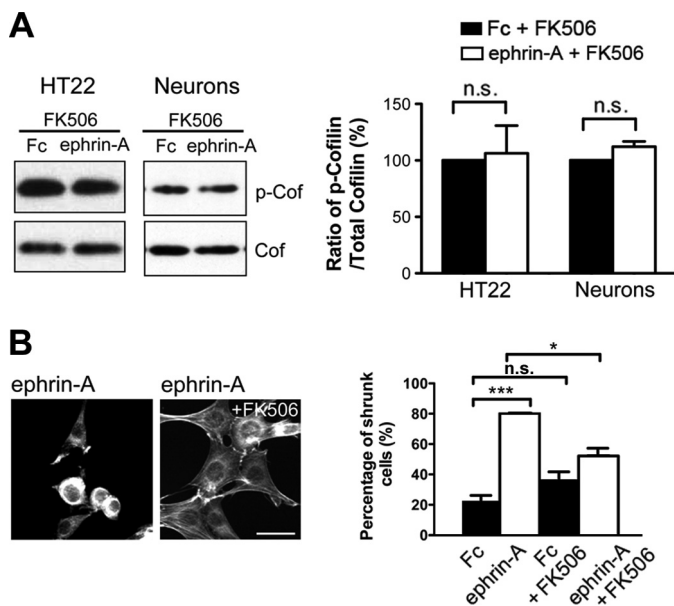 A
HT22 Neurons
FK506 FK506
Fc ephrin-A Fc ephrin-A
p-Cof
Cof
Fc + FK506
ephrin-A + FK506
n.s. n.s.
Ratio of p-Cofilin
/Total Cofilin (%)
150
100
50
0
HT22 Neurons
B
ephrin-A ephrin-A
+FK506
*
n.s.
***
Percentage of shrunk
cells (%)
100
80
60
40
20
0
Fc
ephrin-A
Fc
+FK506
ephrin-A
+FK506